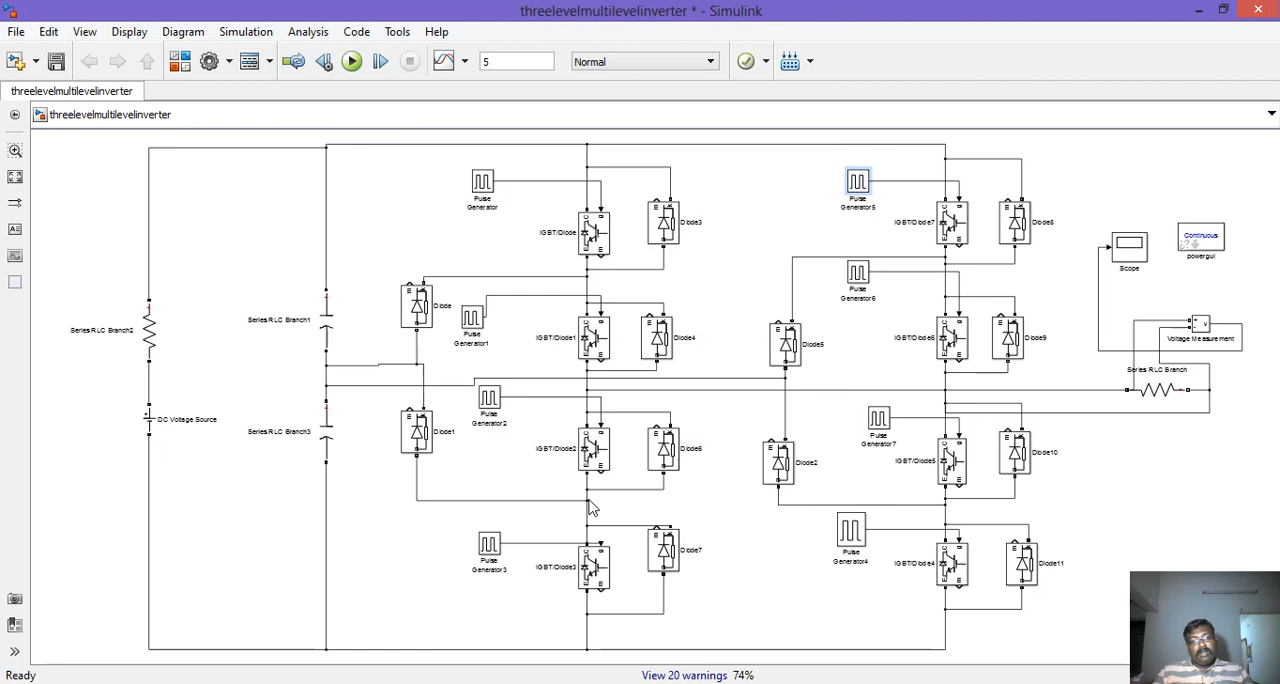 threelevelmultilevelinverter * - Simulink
File Edit View Display Diagram Simulation Analysis Code Tools Help
5
Normal
threelevelmultilevelinverter
threelevelmultilevelinverter
Pulse
Generator
IGBT/Diode
Diode3
Pulse
Generator5
IGBT/Diode7
Diode8
Scope
Continuous
powergui
Pulse
Generator6
Diode
Pulse
Generator1
IGBT/Diode1
Diode4
Diode5
IGBT/Diode6
Diode9
Series RLC Branch2
Series RLC Branch1
Voltage Measurement
Series RLC Branch
DC Voltage Source
Series RLC Branch3
Diode1
Pulse
Generator2
IGBT/Diode2
Diode6
Diode2
Pulse
Generator7
IGBT/Diode5
Diode10
Pulse
Generator3
IGBT/Diode3
Diode7
Pulse
Generator4
IGBT/Diode4
Diode11
Ready
View 20 warnings 74%